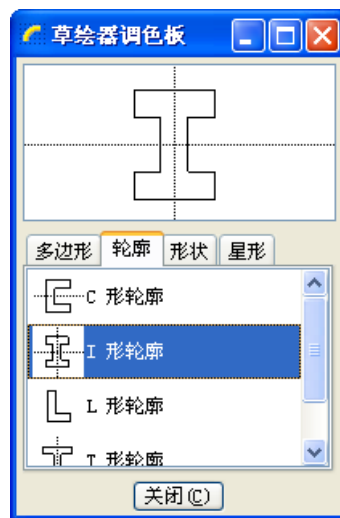 草绘器调色板
多边形 轮廓 形状 星形
C 形轮廓
I 形轮廓
L 形轮廓
T 形轮廓
关闭(C)